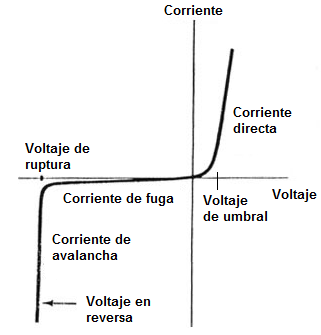 Corriente
Corriente
directa
Voltaje de
ruptura
Voltaje
Corriente de fuga
Voltaje
de umbral
Corriente de
avalancha
Voltaje en
reversa